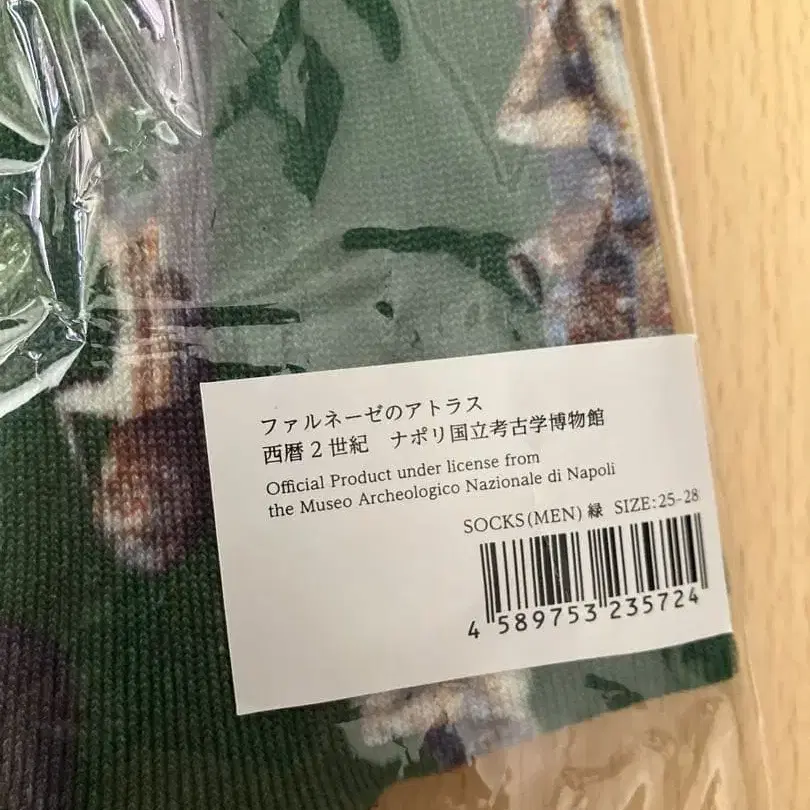 ファルネーゼのアトラス
西暦2世紀　ナポリ国立考古学博物館
Official Product under license from
the Museo Archeologico Nazionale di Napoli
SOCKS(MEN) 緑 SIZE:25-28
4 589753 235724